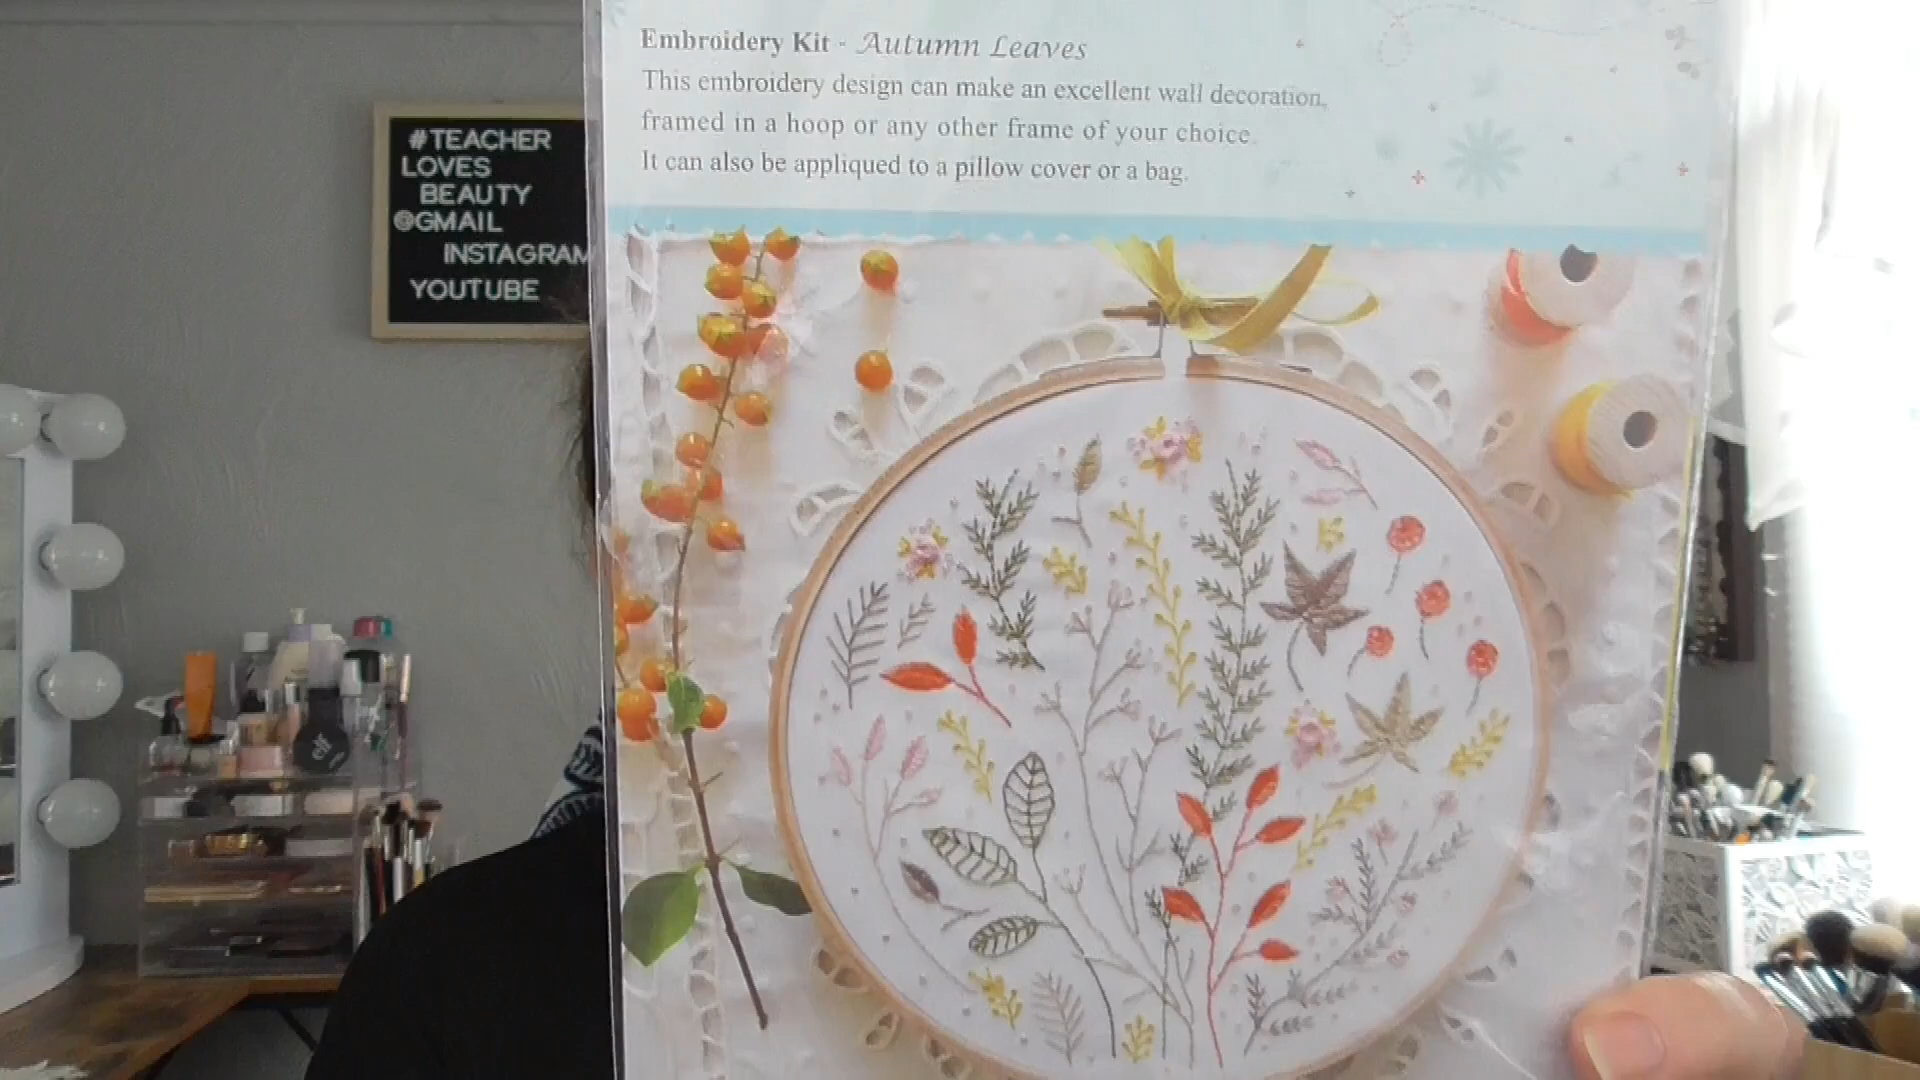 Embroidery Kit - Autumn Leaves
This embroidery design can make an excellent wall decoration,
framed in a hoop or any other frame of your choice.
It can also be appliqued to a pillow cover or a bag.
#TEACHER
LOVES
BEAUTY
@GMAIL
INSTAGRAM
YOUTUBE
elf